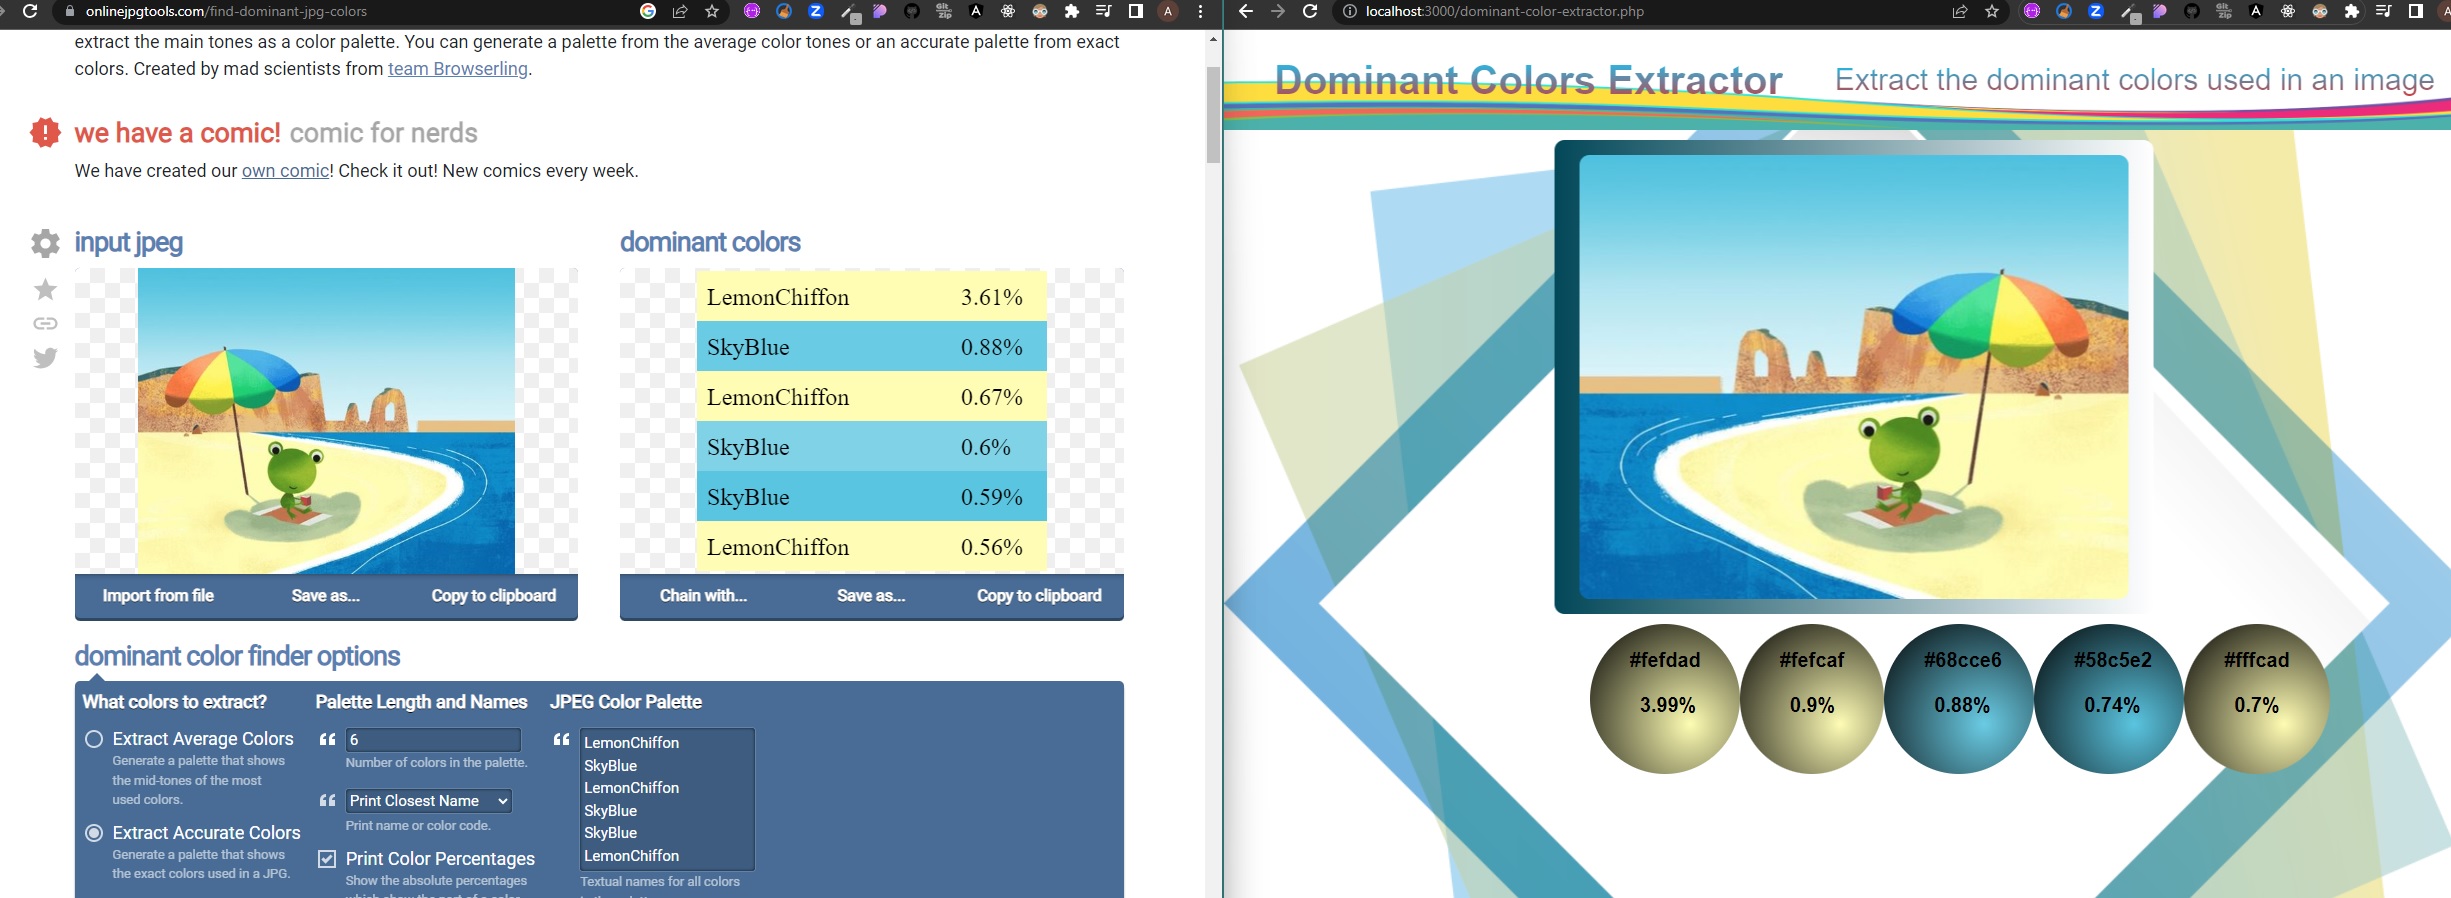 onlinejpgtools.com/find-dominant-jpg-colors
extract the main tones as a color palette. You can generate a palette from the average color tones or an accurate palette from exact
colors. Created by mad scientists from team Browserling.
we have a comic! comic for nerds
We have created our own comic! Check it out! New comics every week.
input jpeg
dominant colors
LemonChiffon 3.61%
SkyBlue 0.88%
LemonChiffon 0.67%
SkyBlue 0.6%
SkyBlue 0.59%
LemonChiffon 0.56%
Import from file Save as... Copy to clipboard
Chain with... Save as... Copy to clipboard
dominant color finder options
What colors to extract?
Extract Average Colors
Generate a palette that shows
the mid-tones of the most
used colors.
Extract Accurate Colors
Generate a palette that shows
the exact colors used in a JPG.
Palette Length and Names
6
Number of colors in the palette.
Print Closest Name
Print name or color code.
Print Color Percentages
Show the absolute percentages
JPEG Color Palette
LemonChiffon
SkyBlue
LemonChiffon
SkyBlue
SkyBlue
LemonChiffon
Textual names for all colors
localhost:3000/dominant-color-extractor.php
Dominant Colors Extractor
Extract the dominant colors used in an image
#fefdad
3.99%
#fefcaf
0.9%
#68cce6
0.88%
#58c5e2
0.74%
#fffcad
0.7%